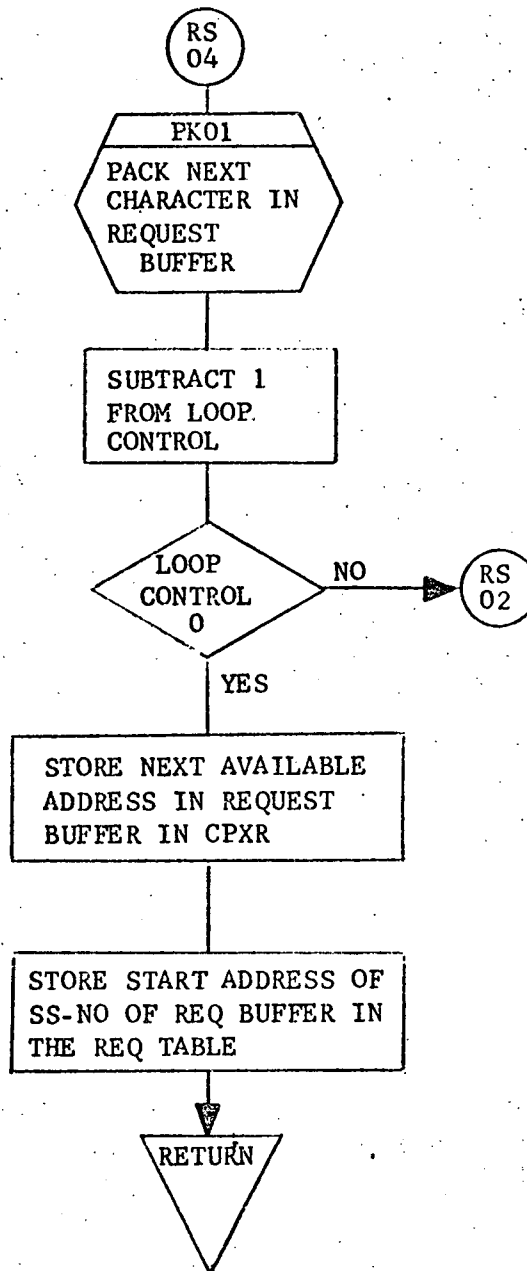 RS
04
PK01
PACK NEXT
CHARACTER IN
REQUEST
BUFFER
SUBTRACT 1
FROM LOOP
CONTROL
LOOP
CONTROL
0
NO
RS
02
YES
STORE NEXT AVAILABLE
ADDRESS IN REQUEST
BUFFER IN CPXR
STORE START ADDRESS OF
SS-NO OF REQ BUFFER IN
THE REQ TABLE
RETURN